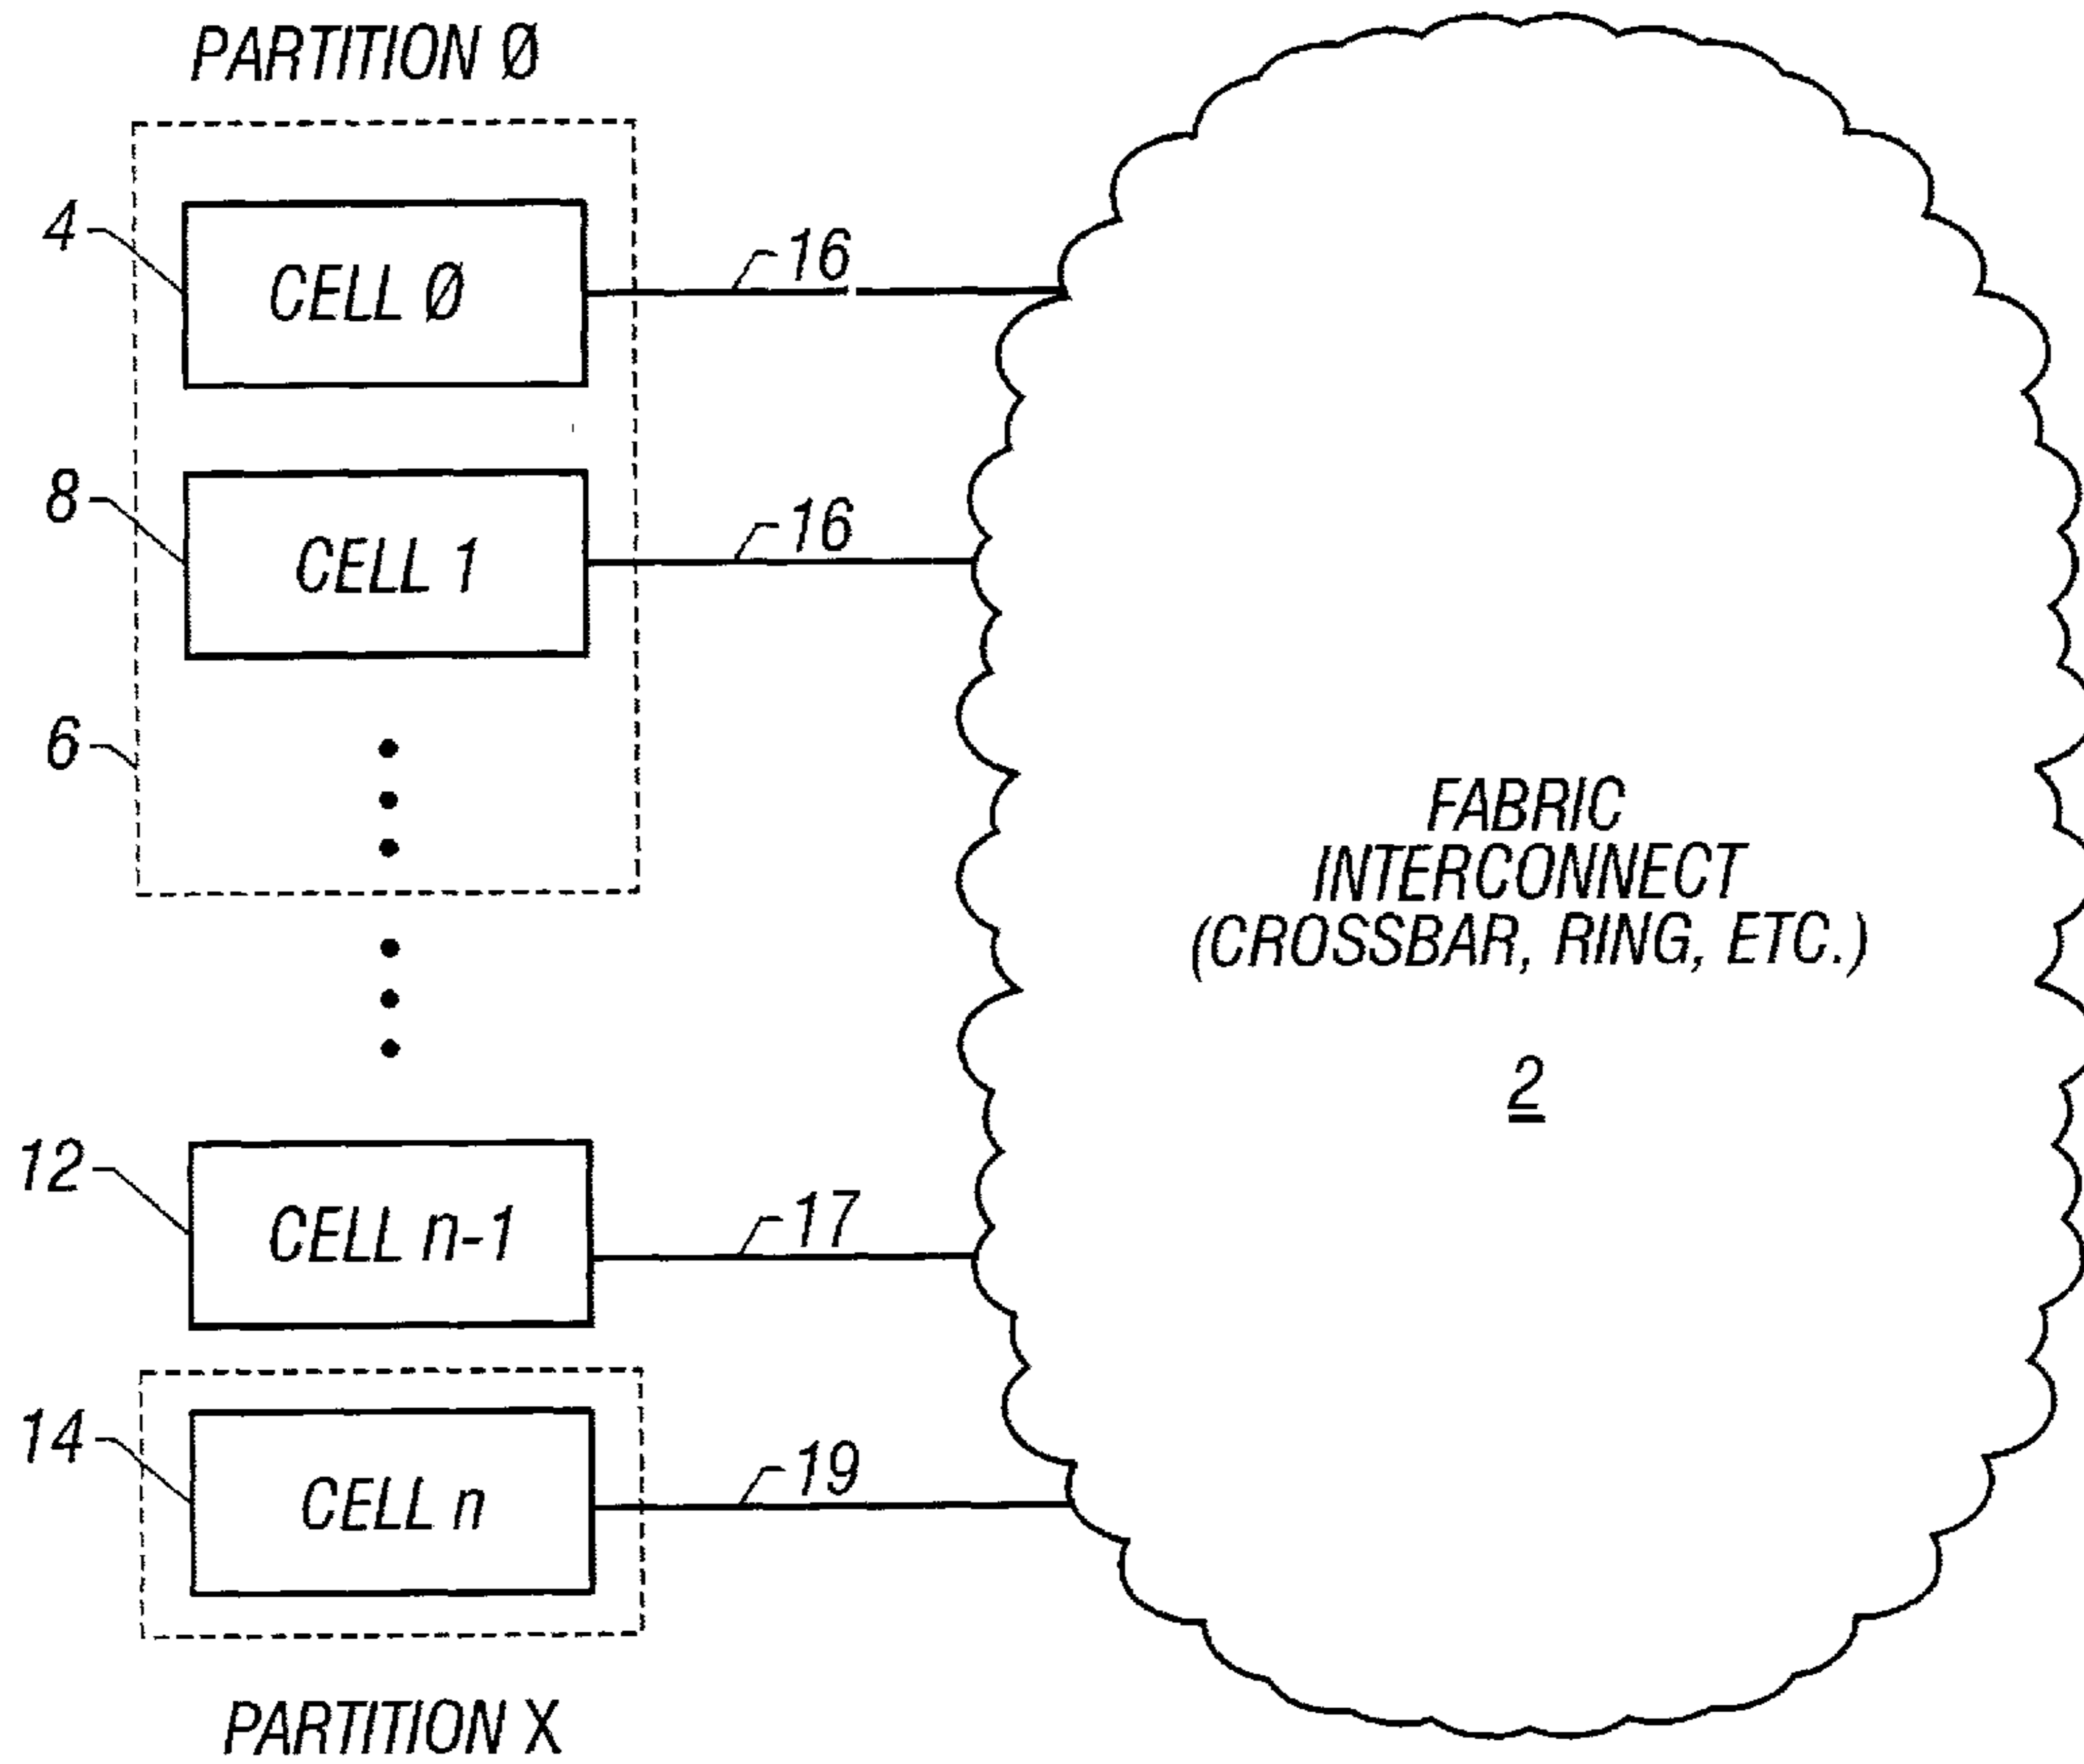 PARTITION Ø
4
CELL Ø
16
8
CELL 1
16
6
FABRIC
INTERCONNECT
(CROSSBAR, RING, ETC.)
2
12
CELL n-1
17
14
CELL n
19
PARTITION X